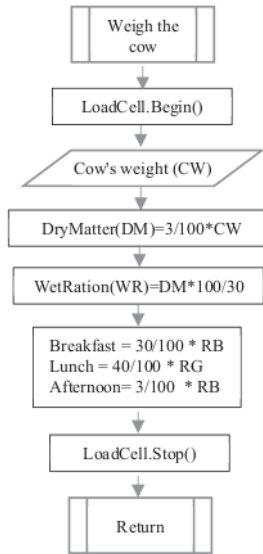 Weigh the
cow
LoadCell.Begin()
Cow's weight (CW)
DryMatter(DM)=3/100*CW
WetRation(WR)=DM*100/30
Breakfast = 30/100 * RB
Lunch = 40/100 * RG
Afternoon= 3/100 * RB
LoadCell.Stop()
Return